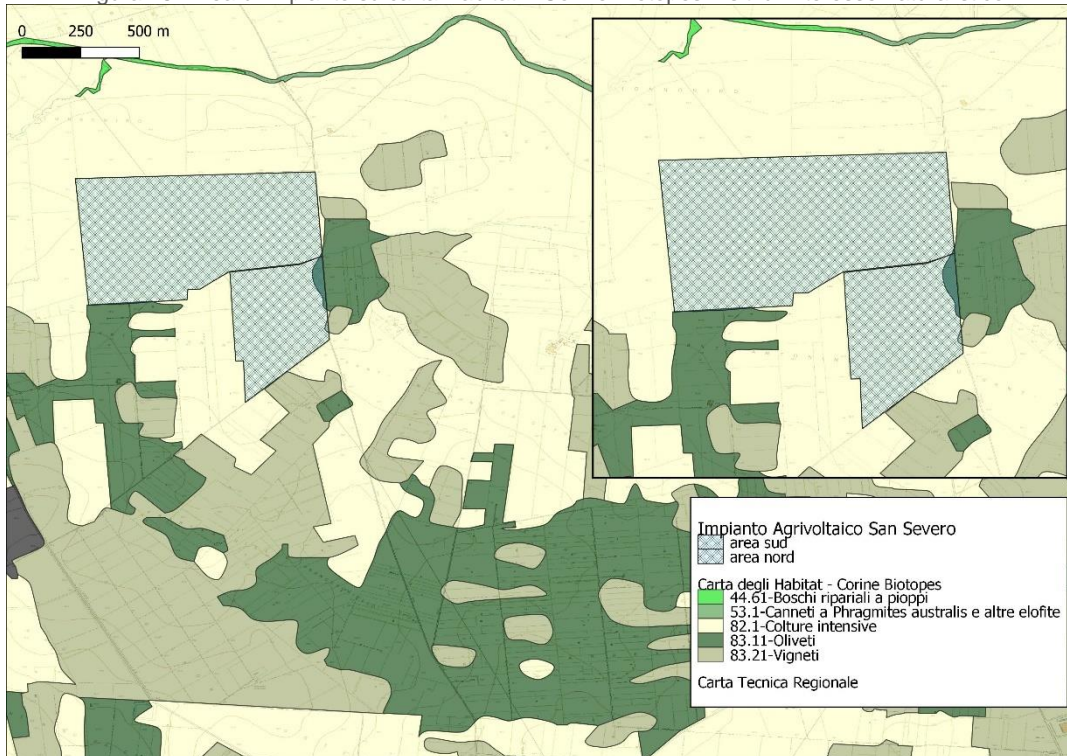 0 250 500 m
Impianto Agrivoltaico San Severo
area sud
area nord
Carta degli Habitat - Corine Biotopes
44.61-Boschi ripariali a pioppi
53.1-Canneti a Phragmites australis e altre elofite
82.1-Colture intensive
83.11-Oliveti
83.21-Vigneti
Carta Tecnica Regionale